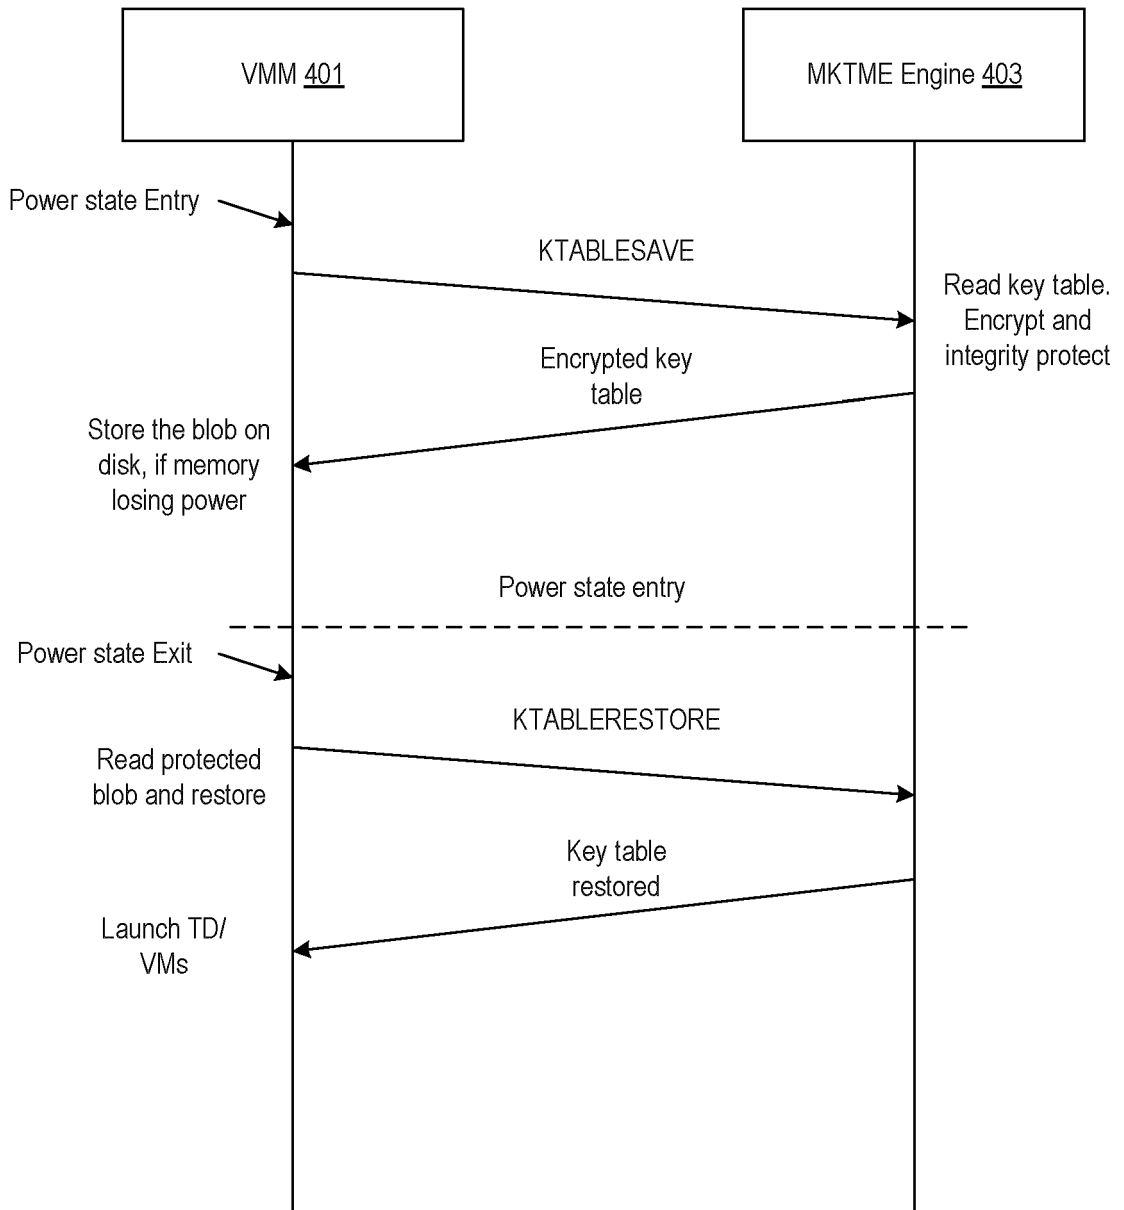 VMM 401
MKTME Engine 403
Power state Entry
KTABLESAVE
Read key table.
Encrypt and
integrity protect
Encrypted key
table
Store the blob on
disk, if memory
losing power
Power state entry
Power state Exit
KTABLERESTORE
Read protected
blob and restore
Key table
restored
Launch TD/
VMs